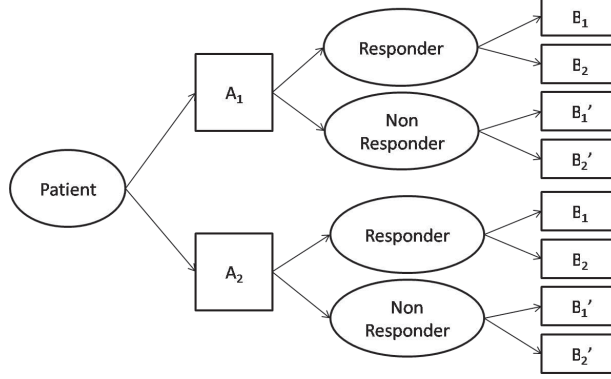 Patient
A₁
A₂
Responder
Non
Responder
Responder
Non
Responder
B₁
B₂
B₁’
B₂’
B₁
B₂
B₁’
B₂’